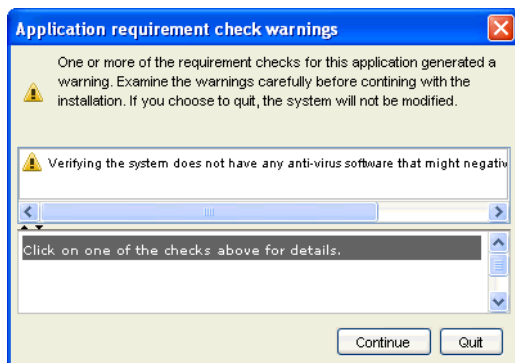 Application requirement check warnings
One or more of the requirement checks for this application generated a
warning. Examine the warnings carefully before contining with the
installation. If you choose to quit, the system will not be modified.
Verifying the system does not have any anti-virus software that might
Click on one of the checks above for details.
Continue
Quit